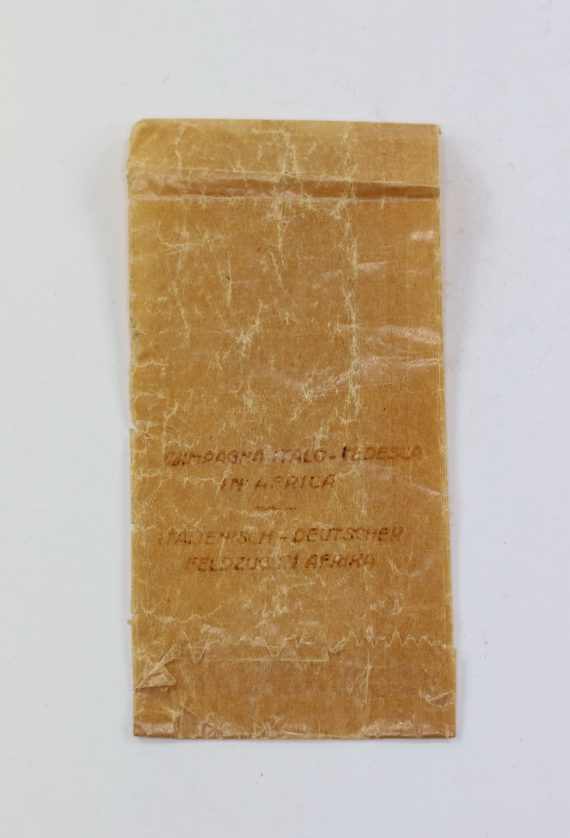 CAMPAGNA ITALO-TEDESCA
IN AFRICA
ITALIENISCH-DEUTSCHER
FELDZUG IN AFRIKA